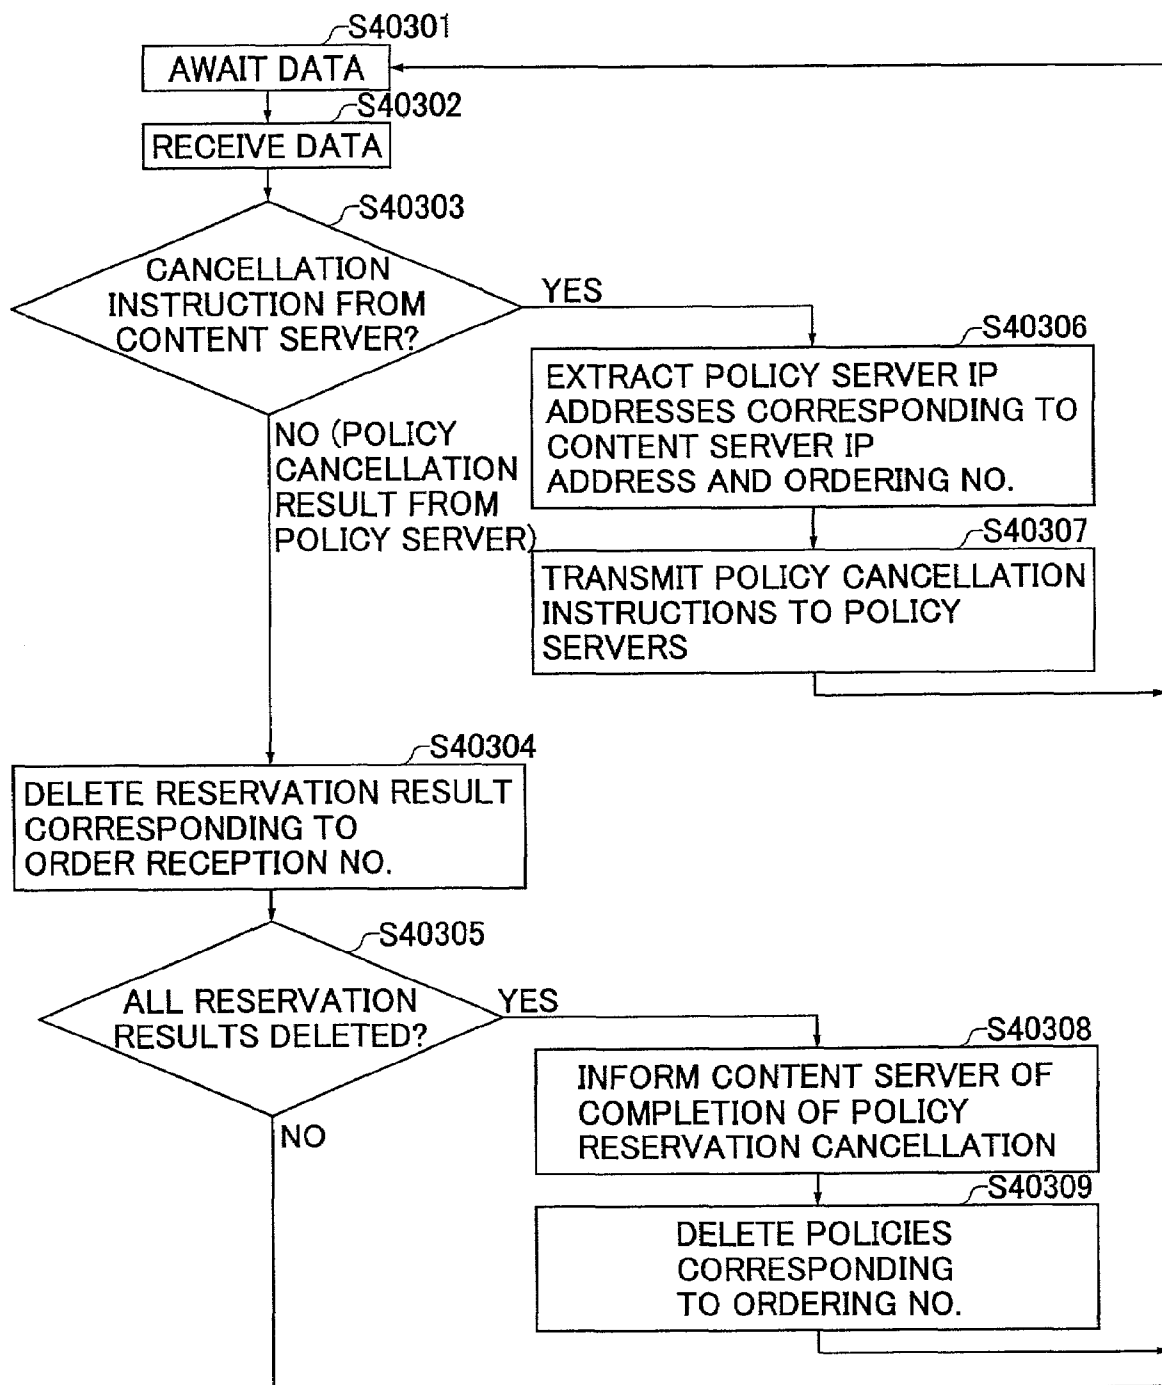 S40301
AWAIT DATA
S40302
RECEIVE DATA
S40303
CANCELLATION
INSTRUCTION FROM
CONTENT SERVER?
YES
S40306
EXTRACT POLICY SERVER IP
ADDRESSES CORRESPONDING TO
CONTENT SERVER IP
ADDRESS AND ORDERING NO.
NO (POLICY
CANCELLATION
RESULT FROM
POLICY SERVER)
S40307
TRANSMIT POLICY CANCELLATION
INSTRUCTIONS TO POLICY
SERVERS
S40304
DELETE RESERVATION RESULT
CORRESPONDING TO
ORDER RECEPTION NO.
S40305
ALL RESERVATION
RESULTS DELETED?
YES
S40308
INFORM CONTENT SERVER OF
COMPLETION OF POLICY
RESERVATION CANCELLATION
NO
S40309
DELETE POLICIES
CORRESPONDING
TO ORDERING NO.